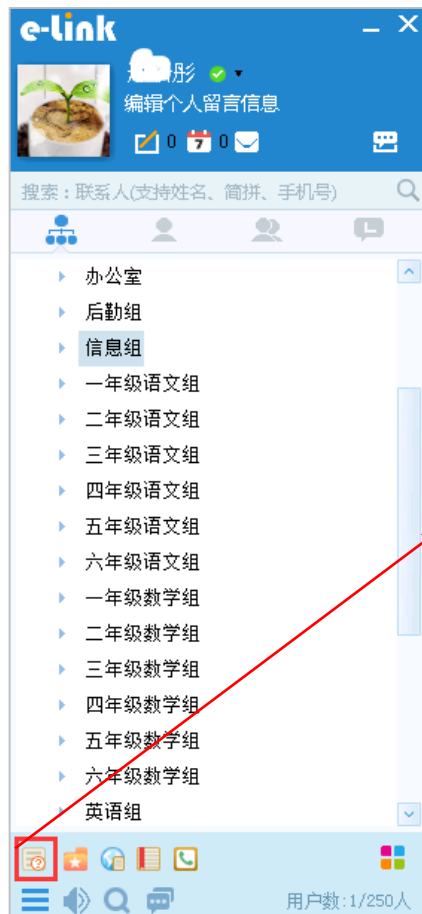 e-Link
彤
编辑个人留言信息
0 7 0
搜索：联系人(支持姓名、简拼、手机号)
办公室
后勤组
信息组
一年级语文组
二年级语文组
三年级语文组
四年级语文组
五年级语文组
六年级语文组
一年级数学组
二年级数学组
三年级数学组
四年级数学组
五年级数学组
六年级数学组
英语组
用户数:1/250人